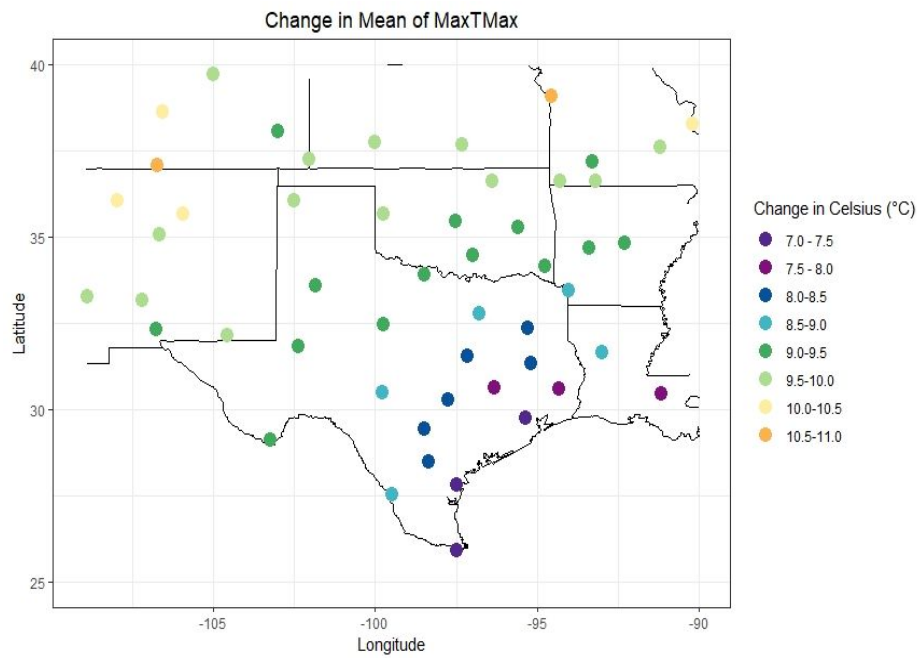 Change in Mean of MaxTMax
40
35
30
25
Latitude
-105
-100
-95
-90
Longitude
Change in Celsius (°C)
7.0 - 7.5
7.5 - 8.0
8.0-8.5
8.5-9.0
9.0-9.5
9.5-10.0
10.0-10.5
10.5-11.0